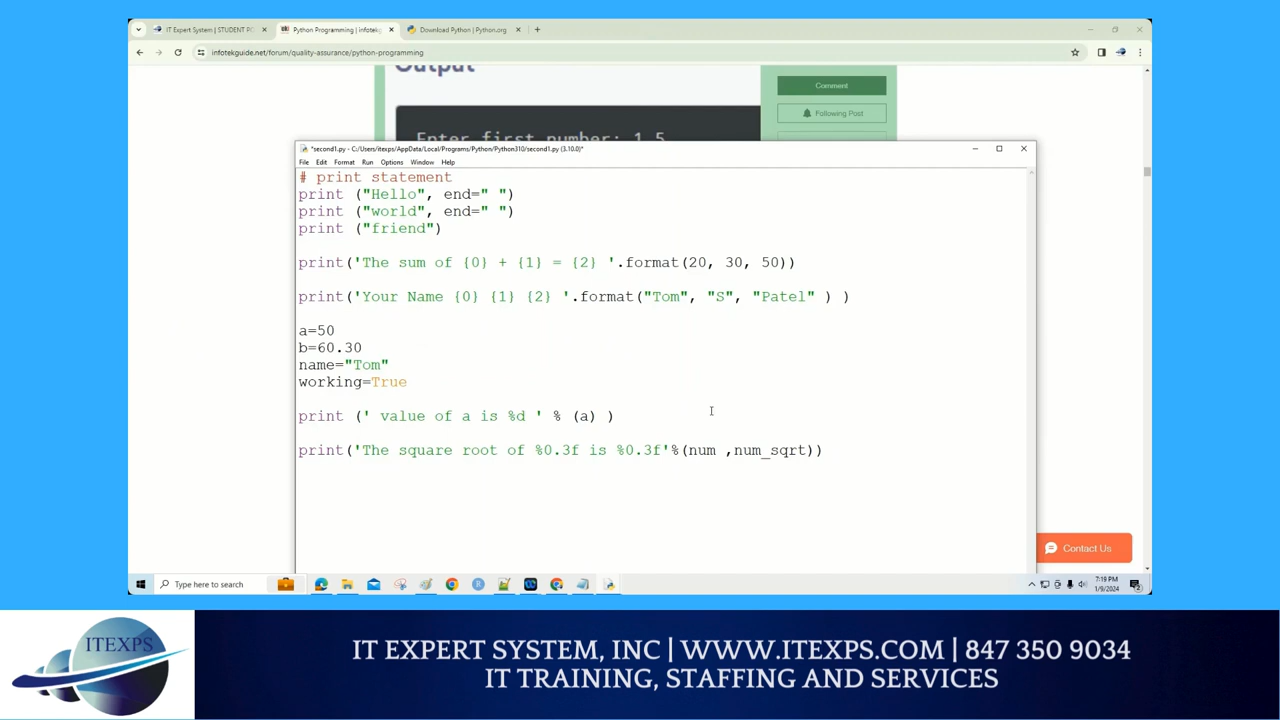 IT Expert System | STUDENT PO
Python Programming | infotekg
Download Python | Python.org
infotekguide.net/forum/quality-assurance/python-programming
Output
Comment
Following Post
Enter first number: 1.5
*second1.py - C:/Users/itexps/AppData/Local/Programs/Python/Python310/second1.py (3.10.0)*
File Edit Format Run Options Window Help
# print statement
print ("Hello", end=" ")
print ("world", end=" ")
print ("friend")
print('The sum of {0} + {1} = {2} '.format(20, 30, 50))
print('Your Name {0} {1} {2} '.format("Tom", "S", "Patel" ) )
a=50
b=60.30
name="Tom"
working=True
print (' value of a is %d ' % (a) )
print('The square root of %0.3f is %0.3f'%(num ,num_sqrt))
Contact Us
Type here to search
7:19 PM
1/9/2024
ITEXPS
IT EXPERT SYSTEM, INC | WWW.ITEXPS.COM | 847 350 9034
IT TRAINING, STAFFING AND SERVICES